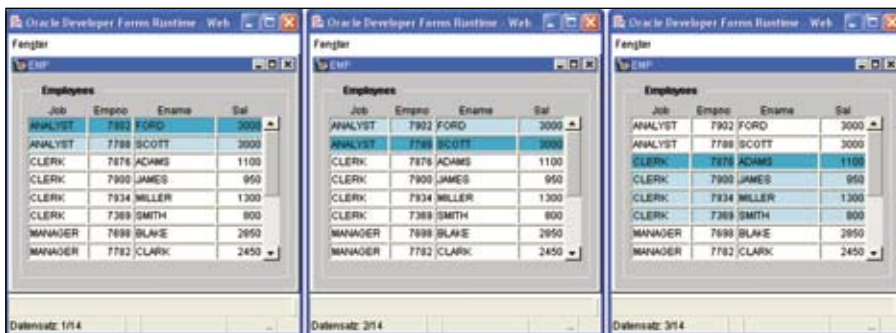 Oracle Developer Forms Runtime - Web
Fenster
EMP
Employees
Job Empno Ename Sal
ANALYST 7902 FORD 3000
ANALYST 7788 SCOTT 3000
CLERK 7876 ADAMS 1100
CLERK 7900 JAMES 950
CLERK 7934 MILLER 1300
CLERK 7369 SMITH 800
MANAGER 7698 BLAKE 2850
MANAGER 7782 CLARK 2450
Datensatz: 1/14
Oracle Developer Forms Runtime - Web
Fenster
EMP
Employees
Job Empno Ename Sal
ANALYST 7902 FORD 3000
ANALYST 7788 SCOTT 3000
CLERK 7876 ADAMS 1100
CLERK 7900 JAMES 950
CLERK 7934 MILLER 1300
CLERK 7369 SMITH 800
MANAGER 7698 BLAKE 2850
MANAGER 7782 CLARK 2450
Datensatz: 2/14
Oracle Developer Forms Runtime - Web
Fenster
EMP
Employees
Job Empno Ename Sal
ANALYST 7902 FORD 3000
ANALYST 7788 SCOTT 3000
CLERK 7876 ADAMS 1100
CLERK 7900 JAMES 950
CLERK 7934 MILLER 1300
CLERK 7369 SMITH 800
MANAGER 7698 BLAKE 2850
MANAGER 7782 CLARK 2450
Datensatz: 3/14